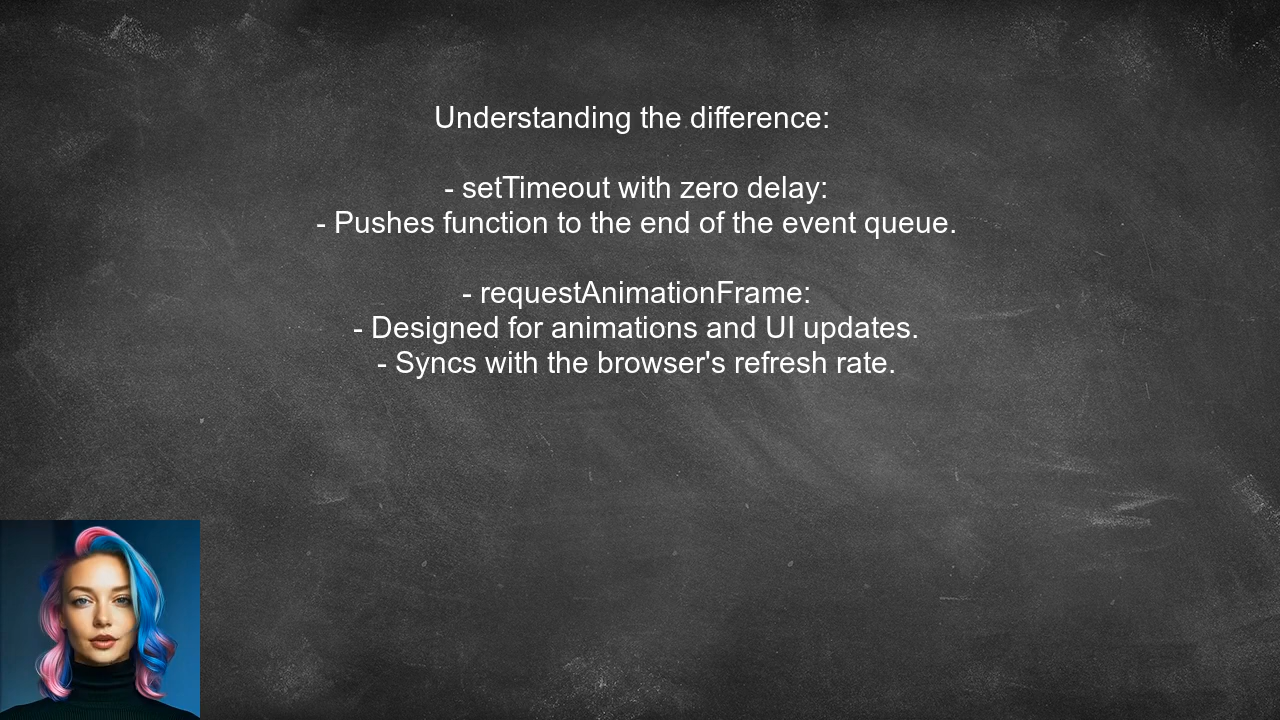 Understanding the difference:
- setTimeout with zero delay:
- Pushes function to the end of the event queue.
- requestAnimationFrame:
- Designed for animations and UI updates.
- Syncs with the browser's refresh rate.